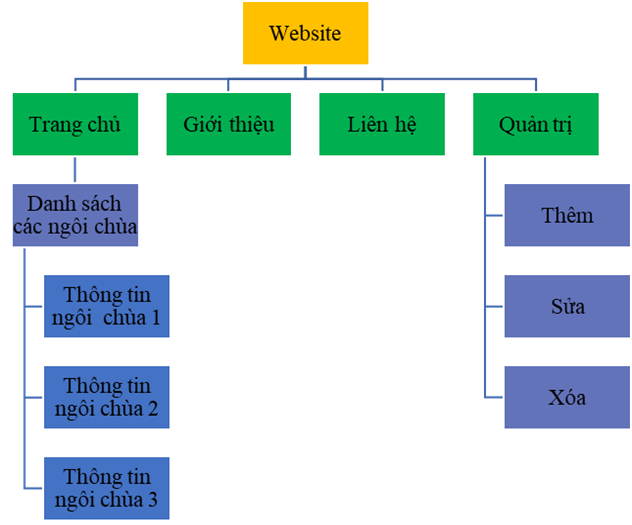 Website
Trang chủ
Giới thiệu
Liên hệ
Quản trị
Danh sách
các ngôi chùa
Thông tin
ngôi chùa 1
Thông tin
ngôi chùa 2
Thông tin
ngôi chùa 3
Thêm
Sửa
Xóa